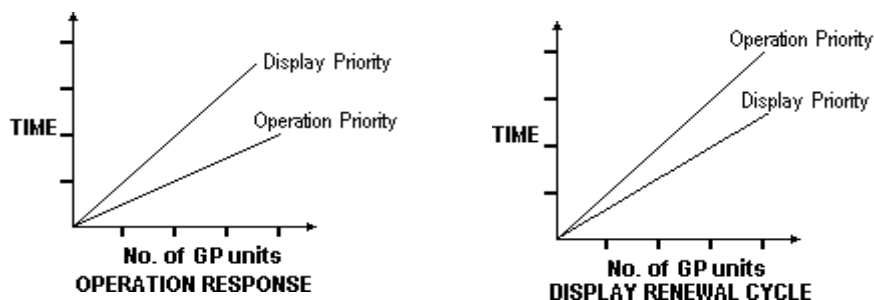 Display Priority
Operation Priority
TIME
No. of GP units
OPERATION RESPONSE
Operation Priority
Display Priority
TIME
No. of GP units
DISPLAY RENEWAL CYCLE